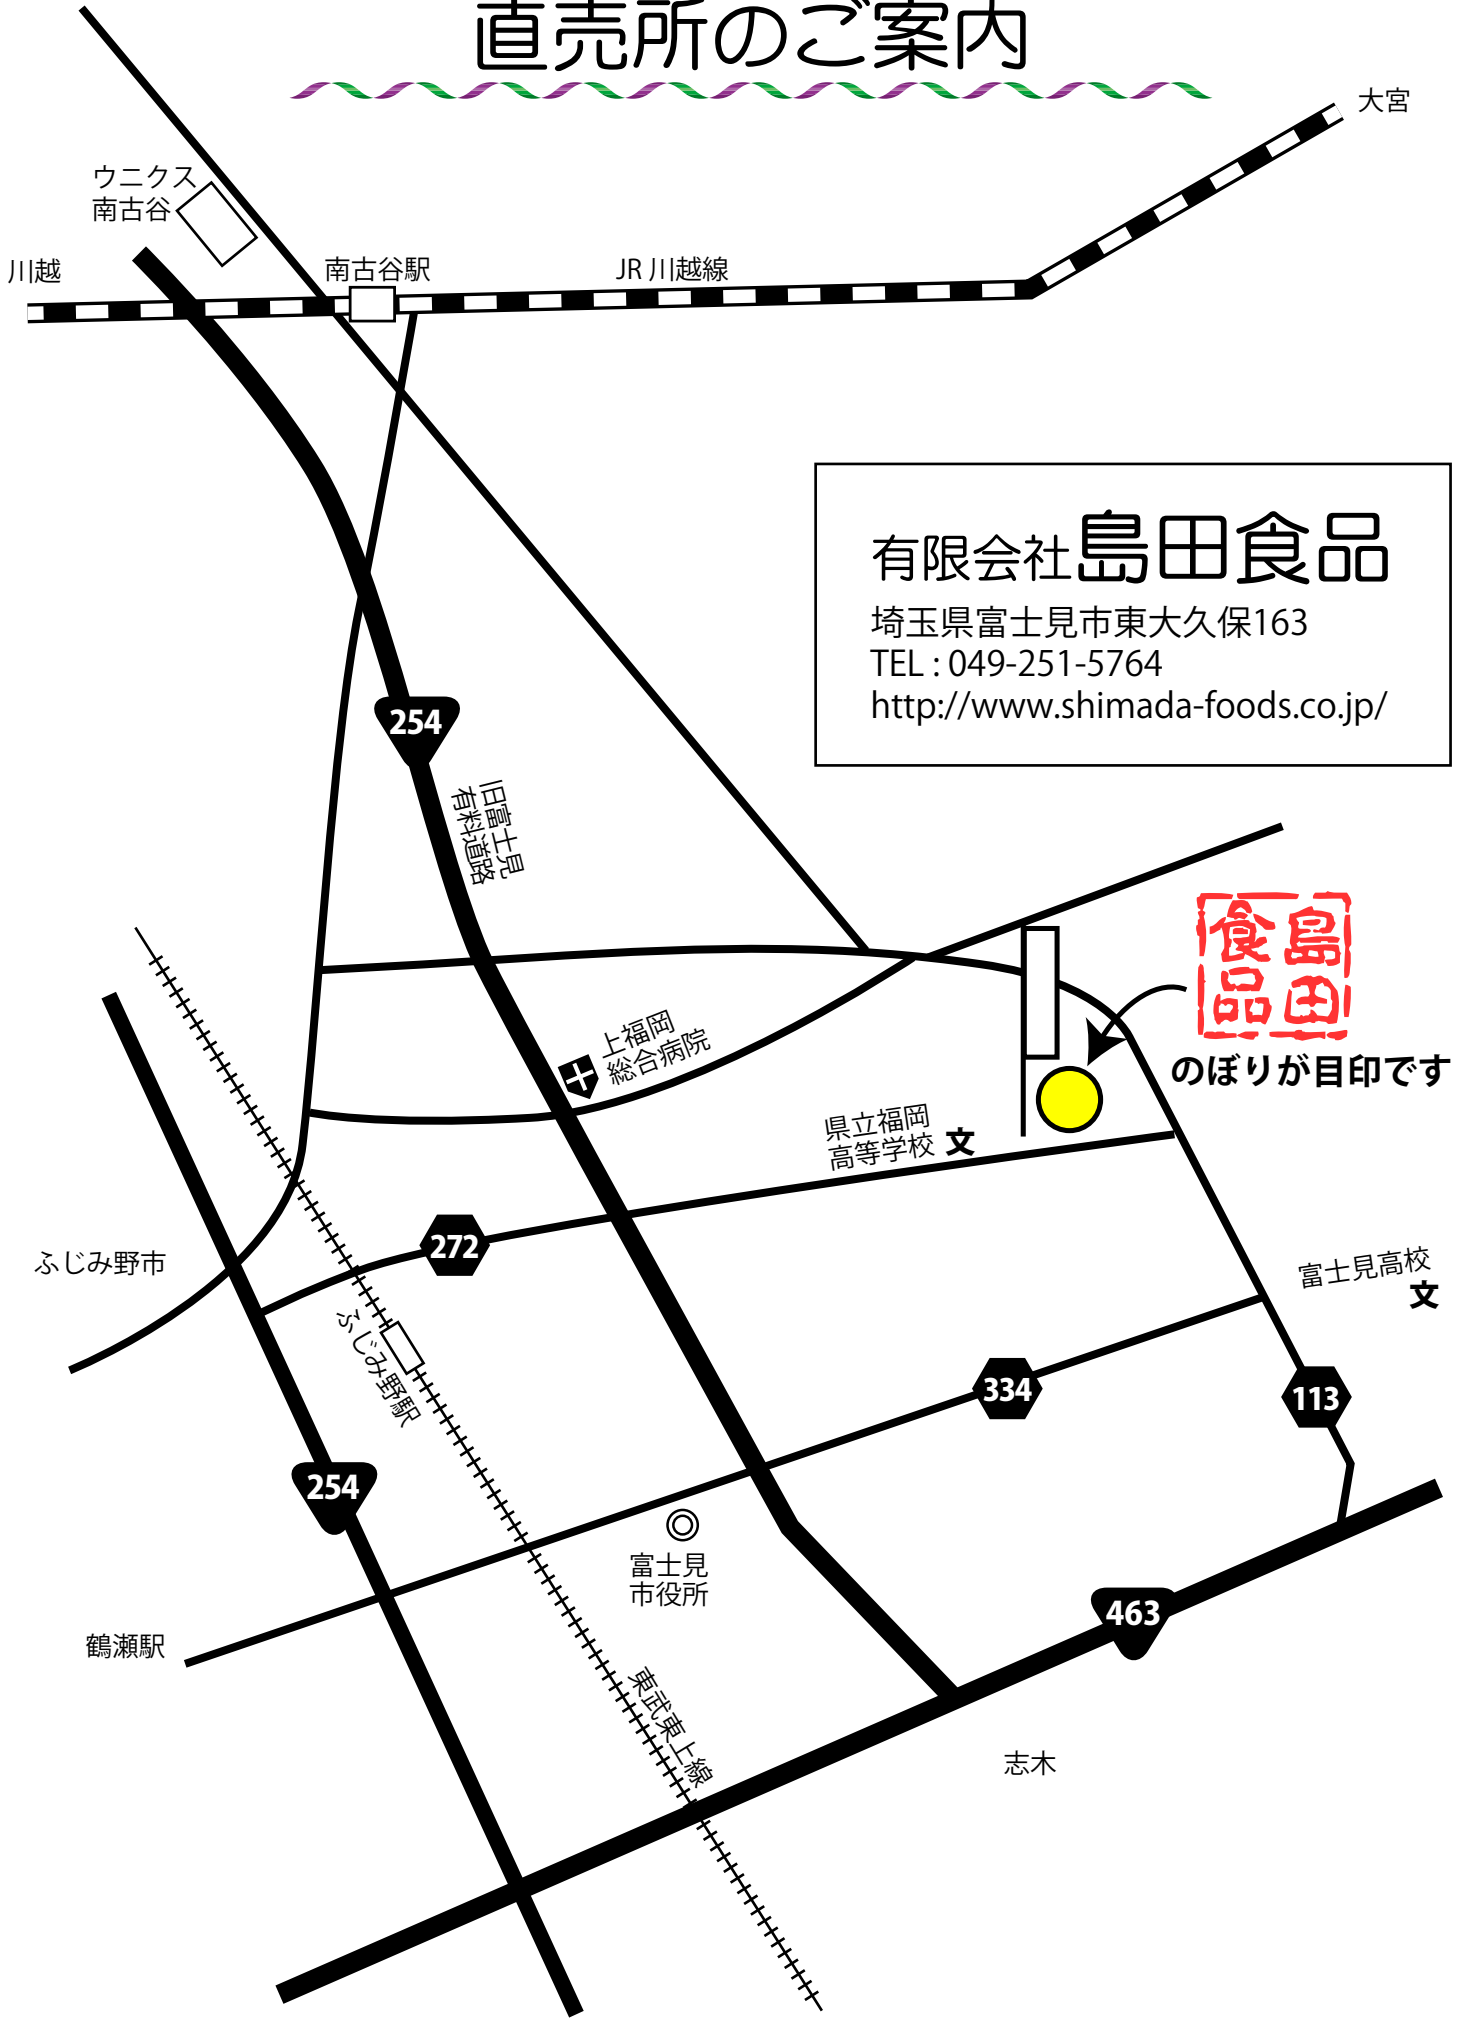 直売所のご案内
大宮
ウニクス
南古谷
川越
南古谷駅
JR 川越線
有限会社島田食品
埼玉県富士見市東大久保163
TEL : 049-251-5764
http://www.shimada-foods.co.jp/
254
旧富士見
有料道路
島田
食品
のぼりが目印です
上福岡
総合病院
県立福岡
高等学校 文
272
ふじみ野市
富士見高校
文
ふじみ野駅
334
113
254
富士見
市役所
463
鶴瀬駅
東武東上線
志木